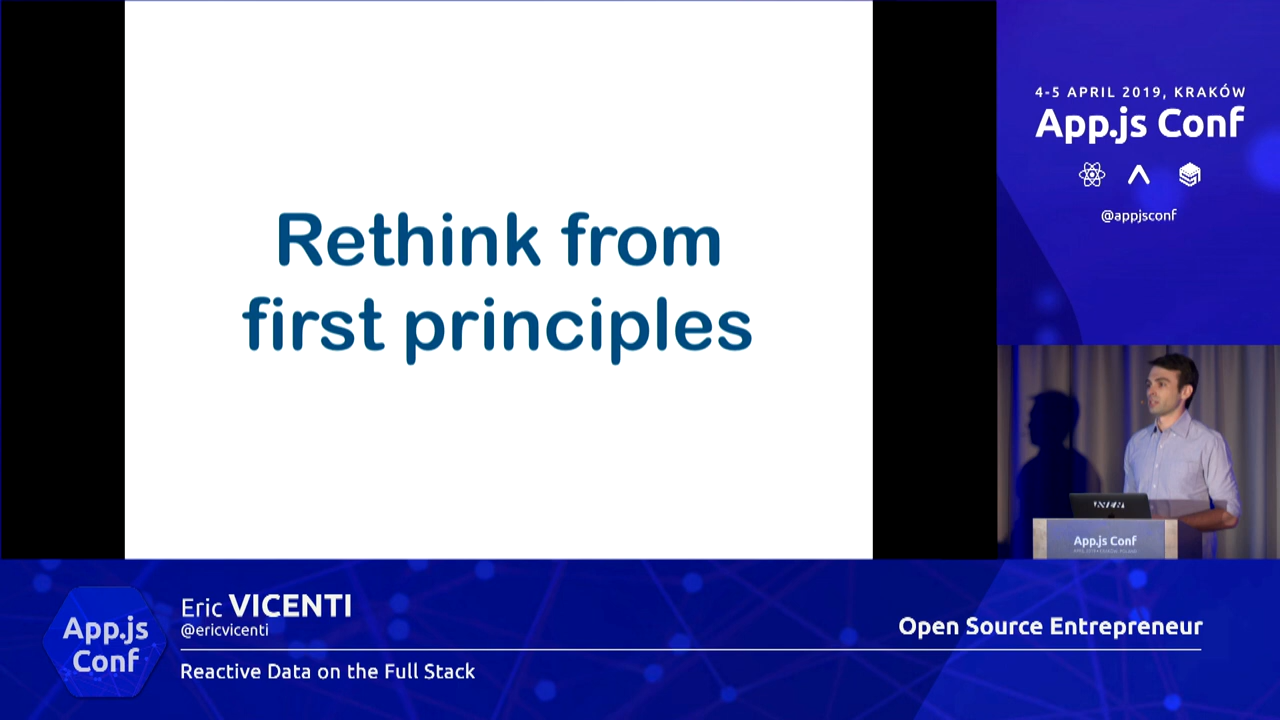 Rethink from
first principles
4-5 APRIL 2019, KRAKÓW
App.js Conf
@appjsconf
App.js Conf
App.js
Conf
Eric VICENTI
@ericvicenti
Reactive Data on the Full Stack
Open Source Entrepreneur